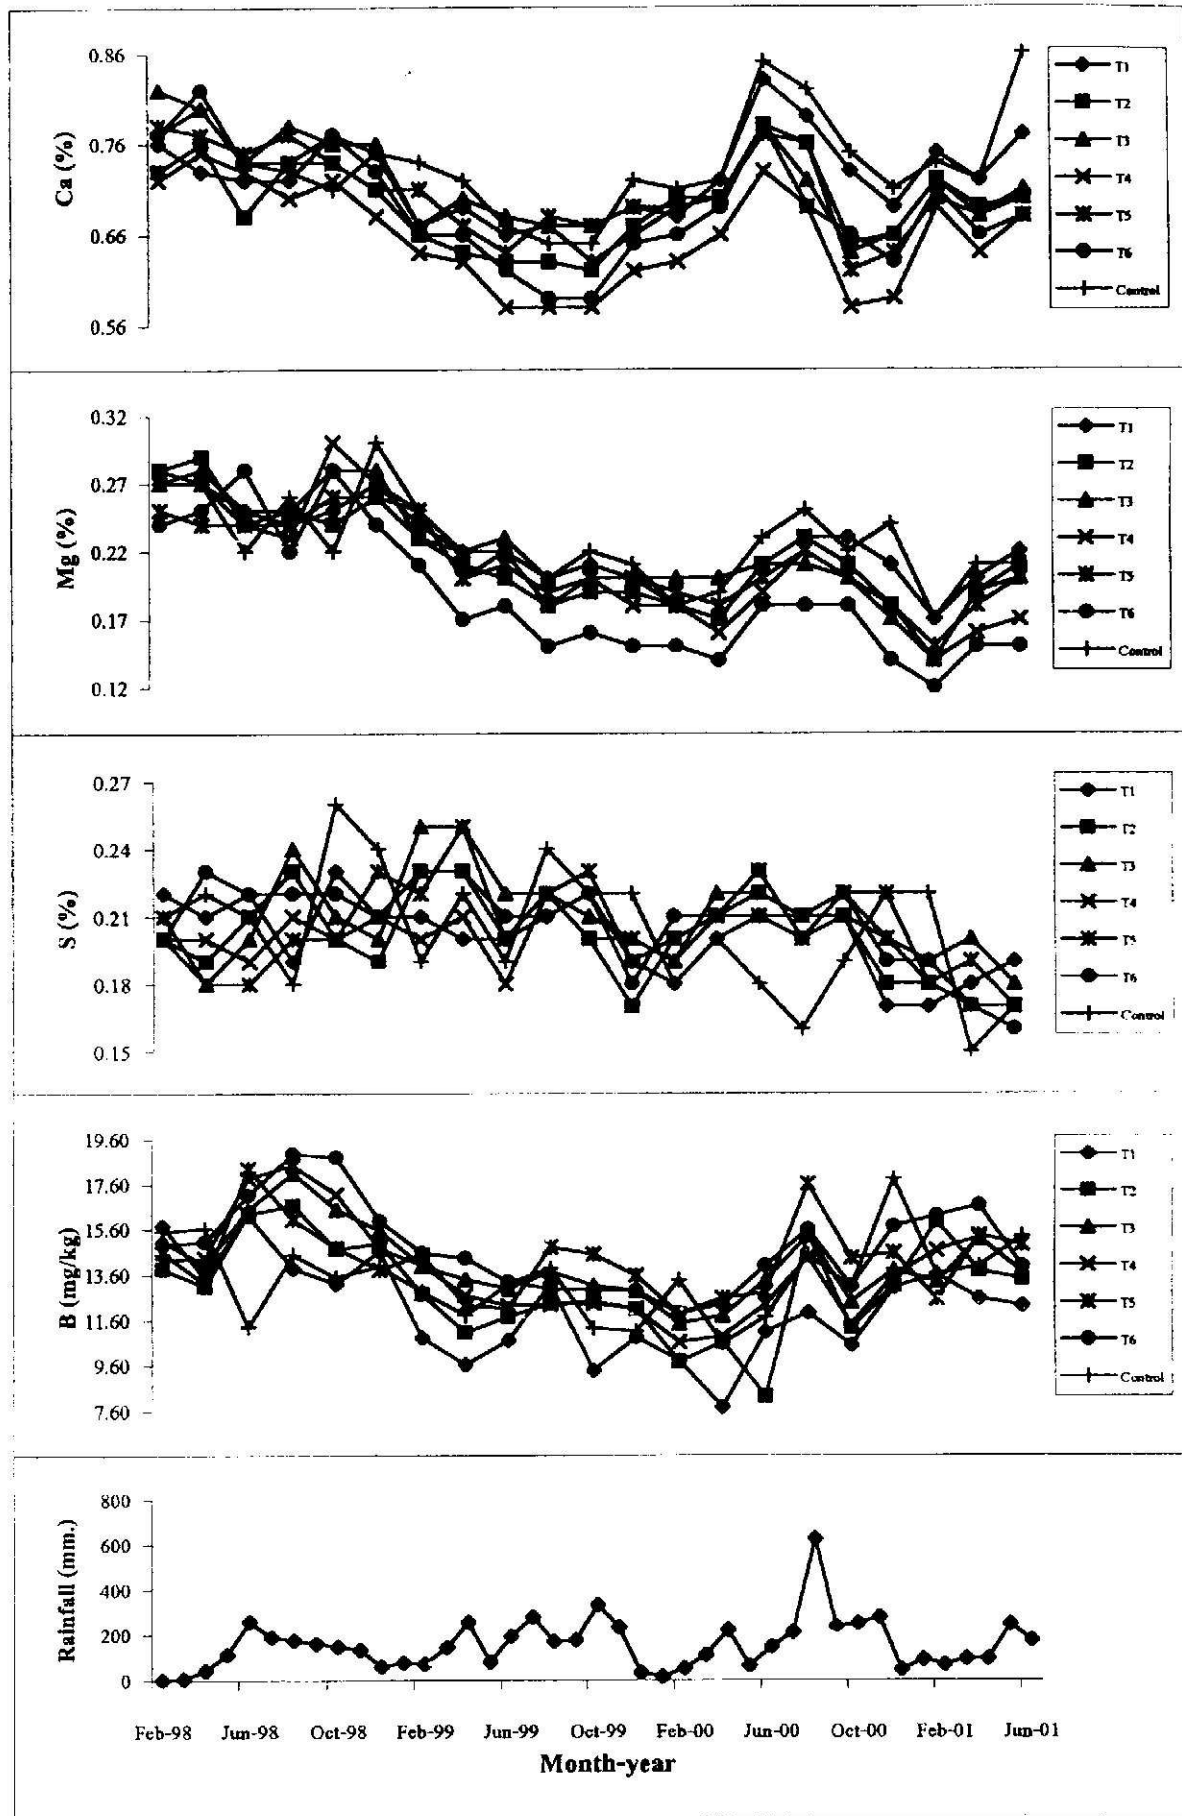 Ca (%)
0.86
0.76
0.66
0.56
T1
T2
T3
T4
T5
T6
Control
Mg (%)
0.32
0.27
0.22
0.17
0.12
T1
T2
T3
T4
T5
T6
Control
S (%)
0.27
0.24
0.21
0.18
0.15
T1
T2
T3
T4
T5
T6
Control
B (mg/kg)
19.60
17.60
15.60
13.60
11.60
9.60
7.60
T1
T2
T3
T4
T5
T6
Control
Rainfall (mm.)
800
600
400
200
0
Feb-98 Jun-98 Oct-98 Feb-99 Jun-99 Oct-99 Feb-00 Jun-00 Oct-00 Feb-01 Jun-01
Month-year